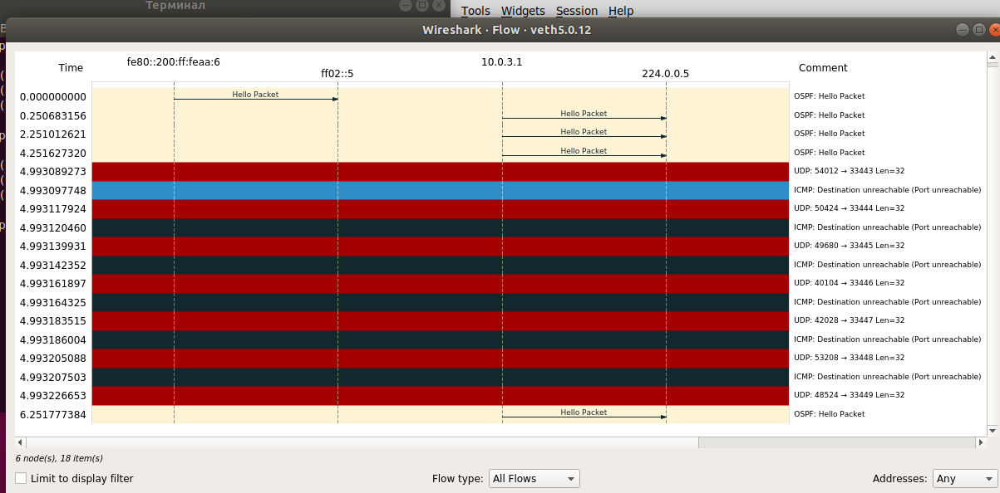 Терминал
Tools Widgets Session Help
Wireshark · Flow · veth5.0.12
Time fe80::200:ff:feaa:6 ff02::5 10.0.3.1 224.0.0.5 Comment
0.000000000 Hello Packet OSPF: Hello Packet
0.250683156 Hello Packet OSPF: Hello Packet
2.251012621 Hello Packet OSPF: Hello Packet
4.251627320 Hello Packet OSPF: Hello Packet
4.993089273 UDP: 54012 → 33443 Len=32
4.993097748 ICMP: Destination unreachable (Port unreachable)
4.993117924 UDP: 50424 → 33444 Len=32
4.993120460 ICMP: Destination unreachable (Port unreachable)
4.993139931 UDP: 49680 → 33445 Len=32
4.993142352 ICMP: Destination unreachable (Port unreachable)
4.993161897 UDP: 40104 → 33446 Len=32
4.993164325 ICMP: Destination unreachable (Port unreachable)
4.993183515 UDP: 42028 → 33447 Len=32
4.993186004 ICMP: Destination unreachable (Port unreachable)
4.993205088 UDP: 53208 → 33448 Len=32
4.993207503 ICMP: Destination unreachable (Port unreachable)
4.993226653 UDP: 48524 → 33449 Len=32
6.251777384 Hello Packet OSPF: Hello Packet
6 node(s), 18 item(s)
Limit to display filter Flow type: All Flows Addresses: Any